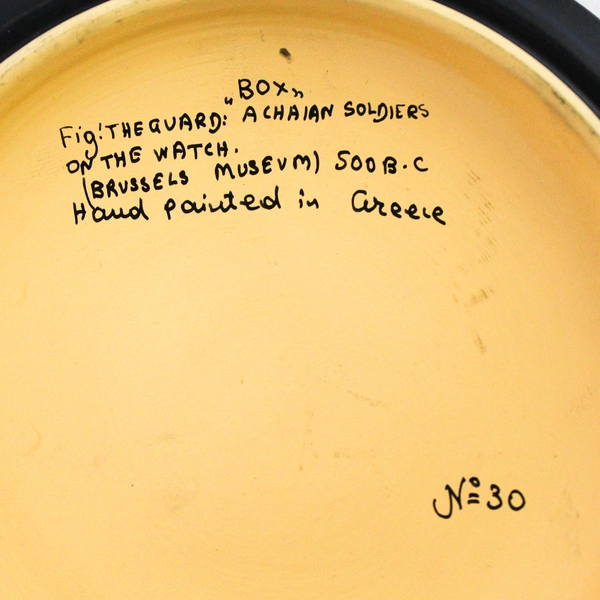 „BOX"
Fig! THE GUARD: ACHAIAN SOLDIERS
ON THE WATCH.
(BRUSSELS MUSEVM) 500 B.C
Hand painted in Greece
Nº 30